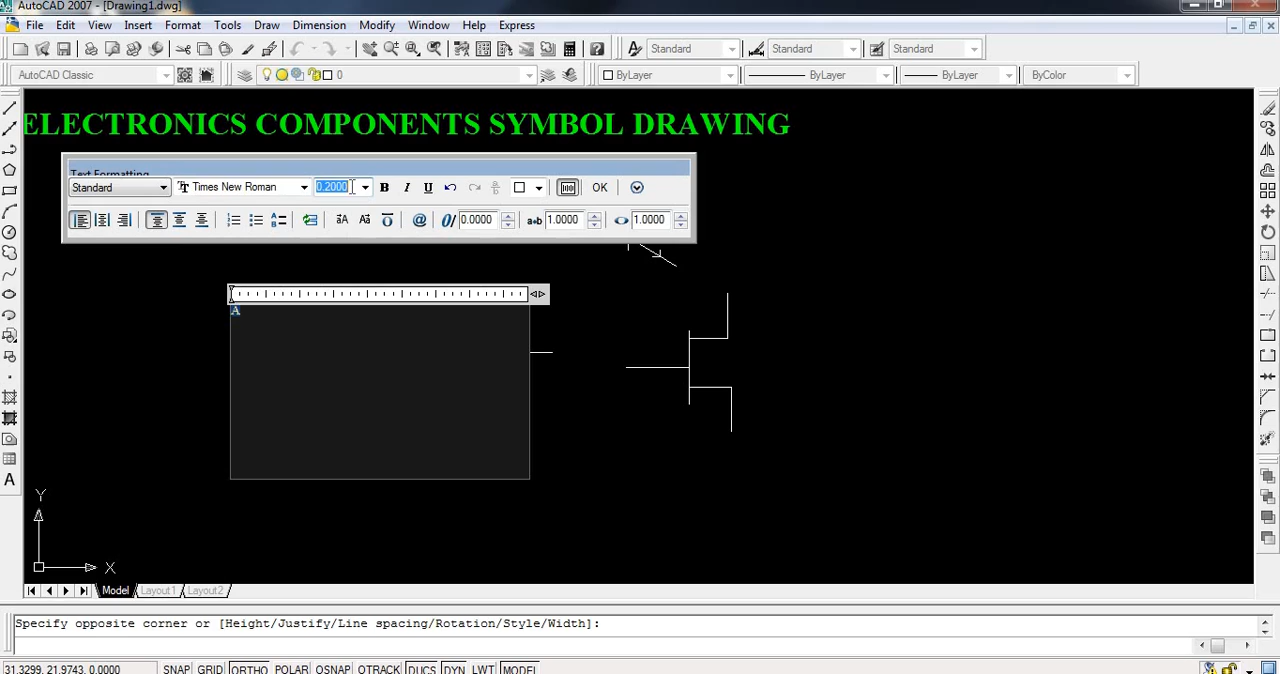 AutoCAD 2007 - [Drawing1.dwg]
File Edit View Insert Format Tools Draw Dimension Modify Window Help Express
Standard Standard Standard
AutoCAD Classic 0 ByLayer ByLayer ByLayer ByColor
ELECTRONICS COMPONENTS SYMBOL DRAWING
Text Formatting
Standard Times New Roman 0.2000 B I U OK
@ 0/ 0.0000 a+b 1.0000 1.0000
A
A
Y
X
Model Layout1 Layout2
Specify opposite corner or [Height/Justify/Line spacing/Rotation/Style/Width]:
31.3299, 21.9743, 0.0000 SNAP GRID ORTHO POLAR OSNAP OTRACK DUCS DYN LWT MODEL